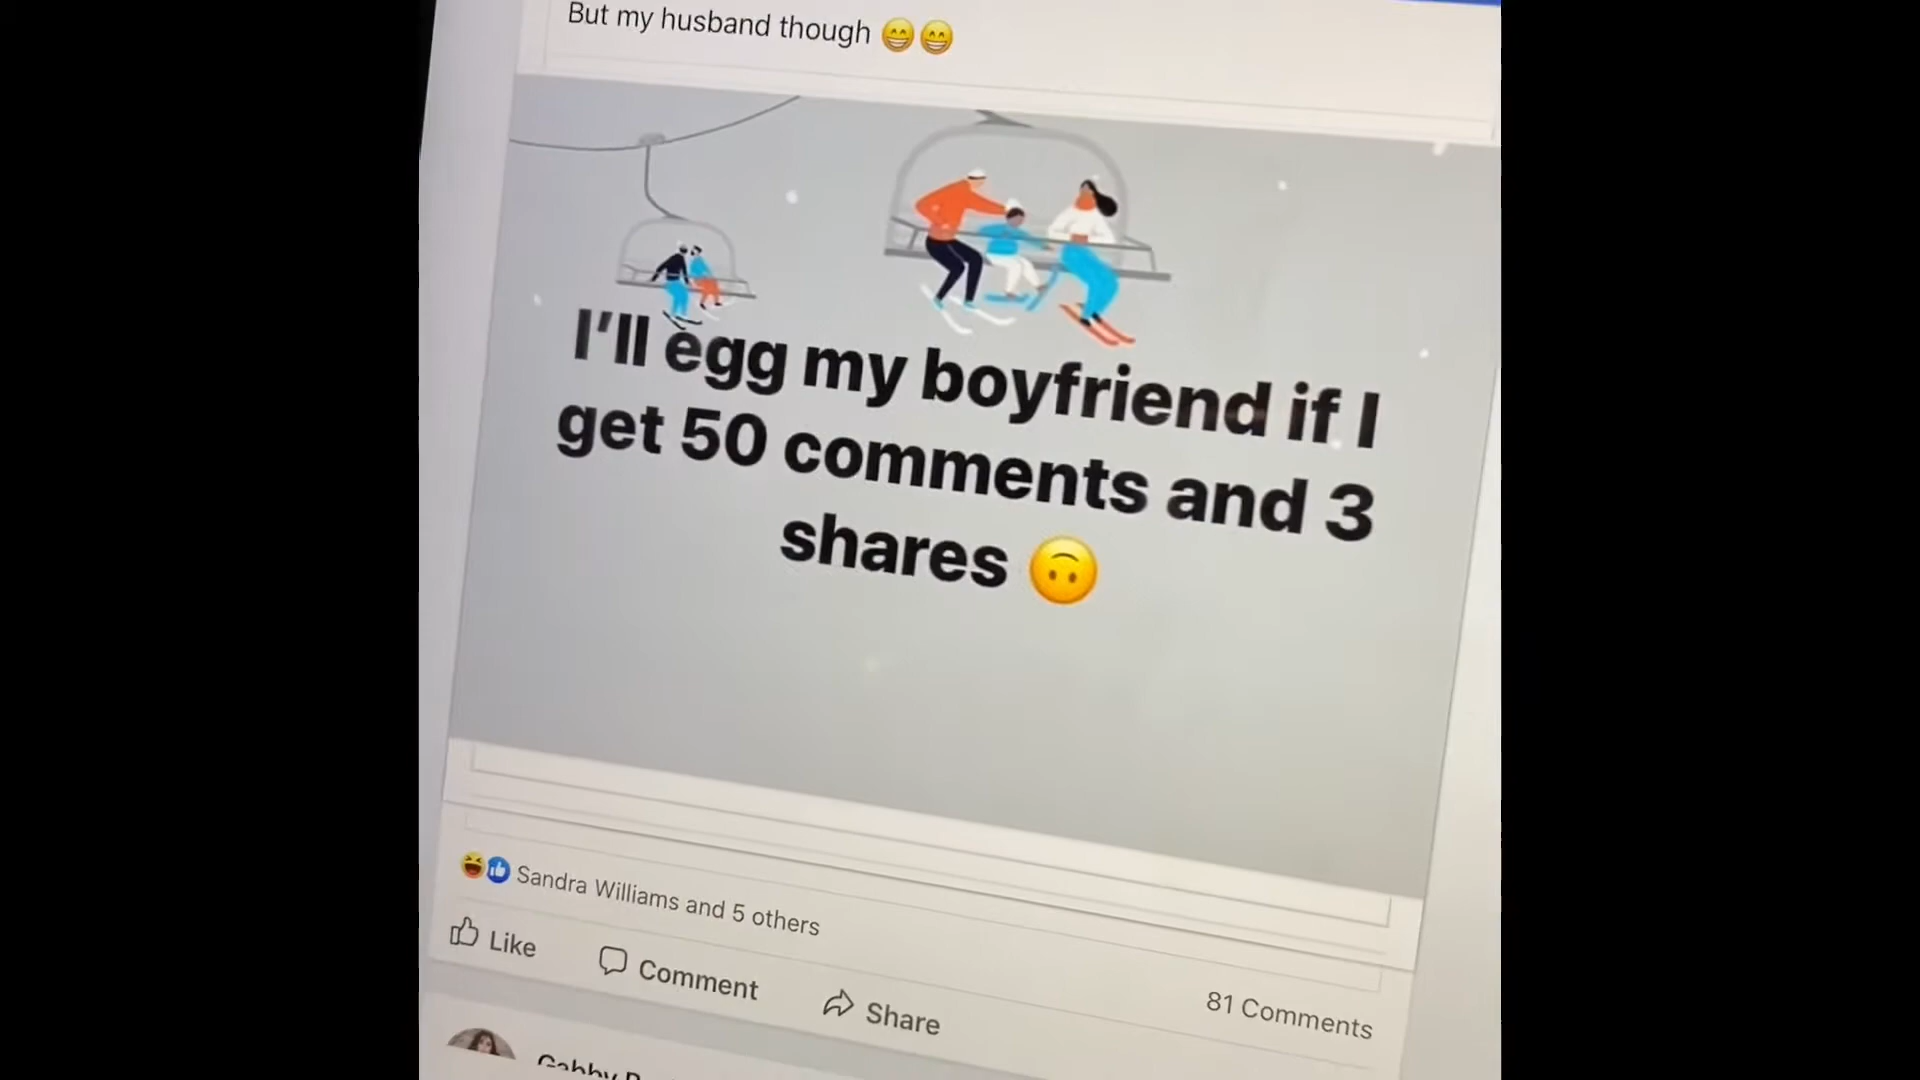 But my husband though 😁😁
I'll egg my boyfriend if I
get 50 comments and 3
shares 🙃
Sandra Williams and 5 others
81 Comments
Like
Comment
Share
Gabby